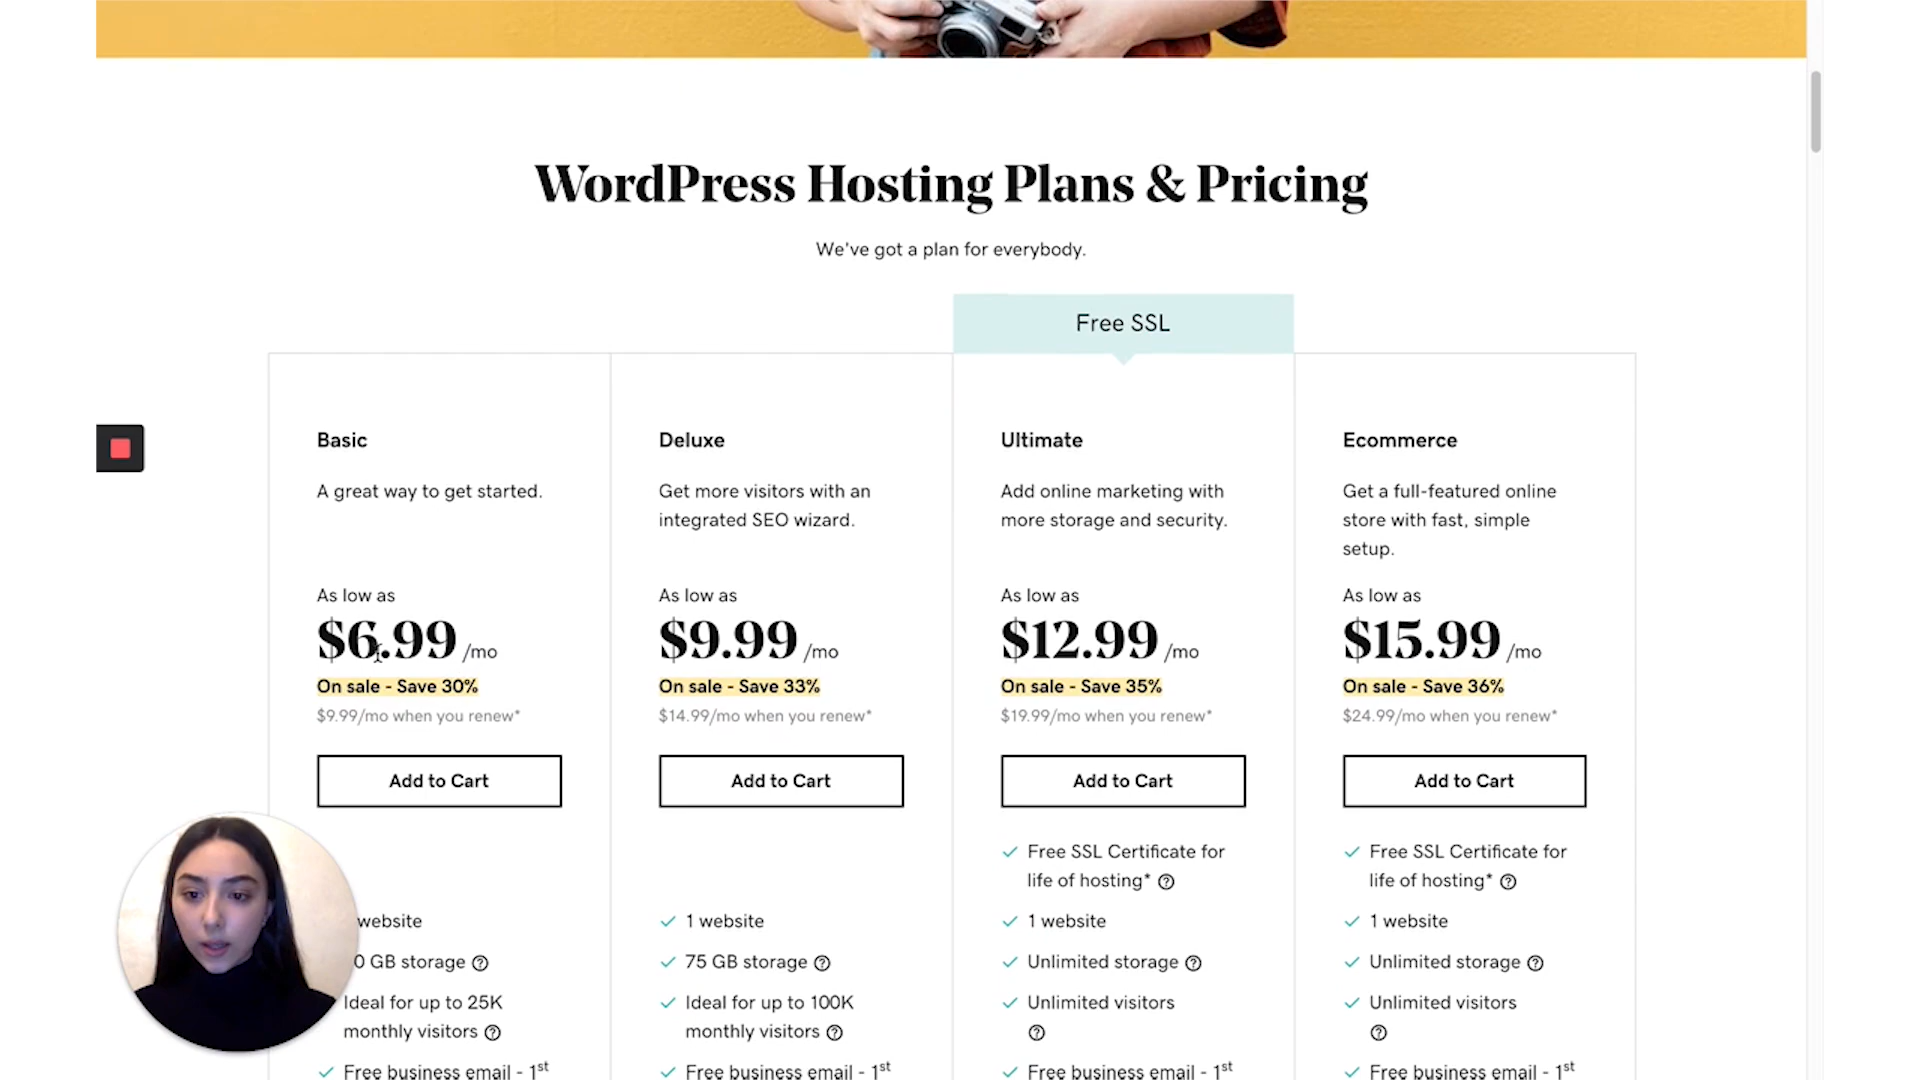 WordPress Hosting Plans & Pricing
We've got a plan for everybody.
Free SSL
Basic
A great way to get started.
As low as
$6.99 /mo
On sale - Save 30%
$9.99/mo when you renew*
Add to Cart
website
0 GB storage
Ideal for up to 25K
monthly visitors
Free business email - 1st
Deluxe
Get more visitors with an
integrated SEO wizard.
As low as
$9.99 /mo
On sale - Save 33%
$14.99/mo when you renew*
Add to Cart
1 website
75 GB storage
Ideal for up to 100K
monthly visitors
Free business email - 1st
Ultimate
Add online marketing with
more storage and security.
As low as
$12.99 /mo
On sale - Save 35%
$19.99/mo when you renew*
Add to Cart
Free SSL Certificate for
life of hosting*
1 website
Unlimited storage
Unlimited visitors
Free business email - 1st
Ecommerce
Get a full-featured online
store with fast, simple
setup.
As low as
$15.99 /mo
On sale - Save 36%
$24.99/mo when you renew*
Add to Cart
Free SSL Certificate for
life of hosting*
1 website
Unlimited storage
Unlimited visitors
Free business email - 1st